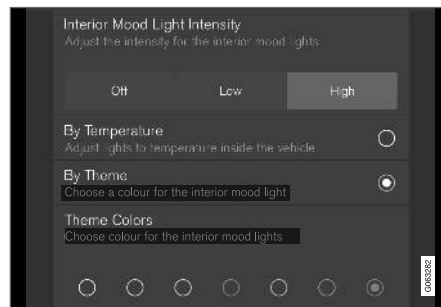 Interior Mood Light Intensity
Adjust the intensity for the interior mood lights
Off Low High
By Temperature
Adjust lights to temperature inside the vehicle
By Theme
Choose a colour for the interior mood light
Theme Colors
Choose colour for the interior mood lights
G063282